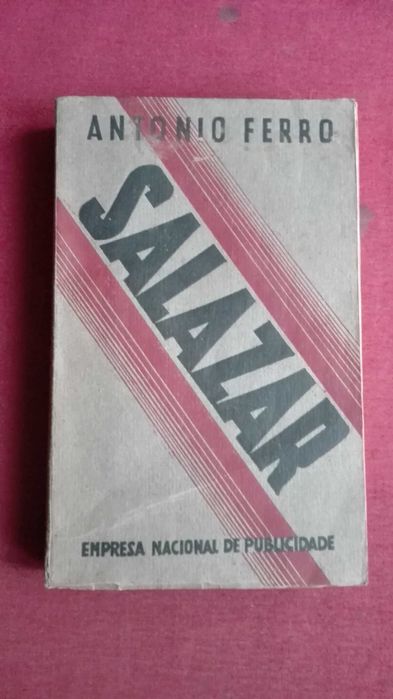 ANTONIO FERRO
SALAZAR
EMPRESA NACIONAL DE PUBLICIDADE